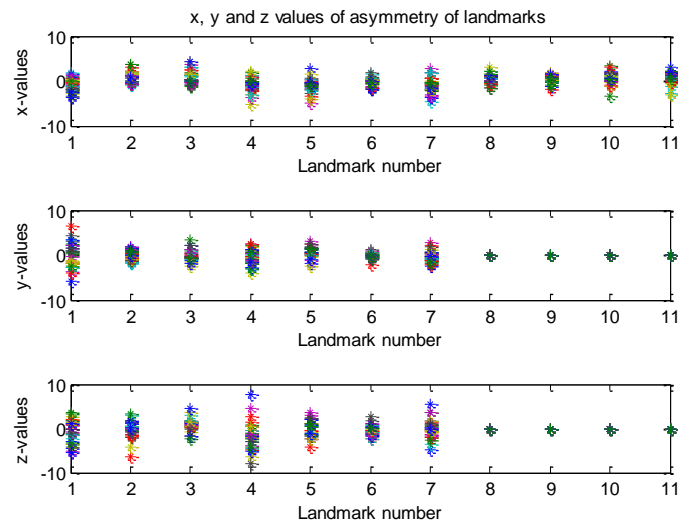 x, y and z values of asymmetry of landmarks
10
0
-10
x-values
1 2 3 4 5 6 7 8 9 10 11
Landmark number
10
0
-10
y-values
1 2 3 4 5 6 7 8 9 10 11
Landmark number
10
0
-10
z-values
1 2 3 4 5 6 7 8 9 10 11
Landmark number